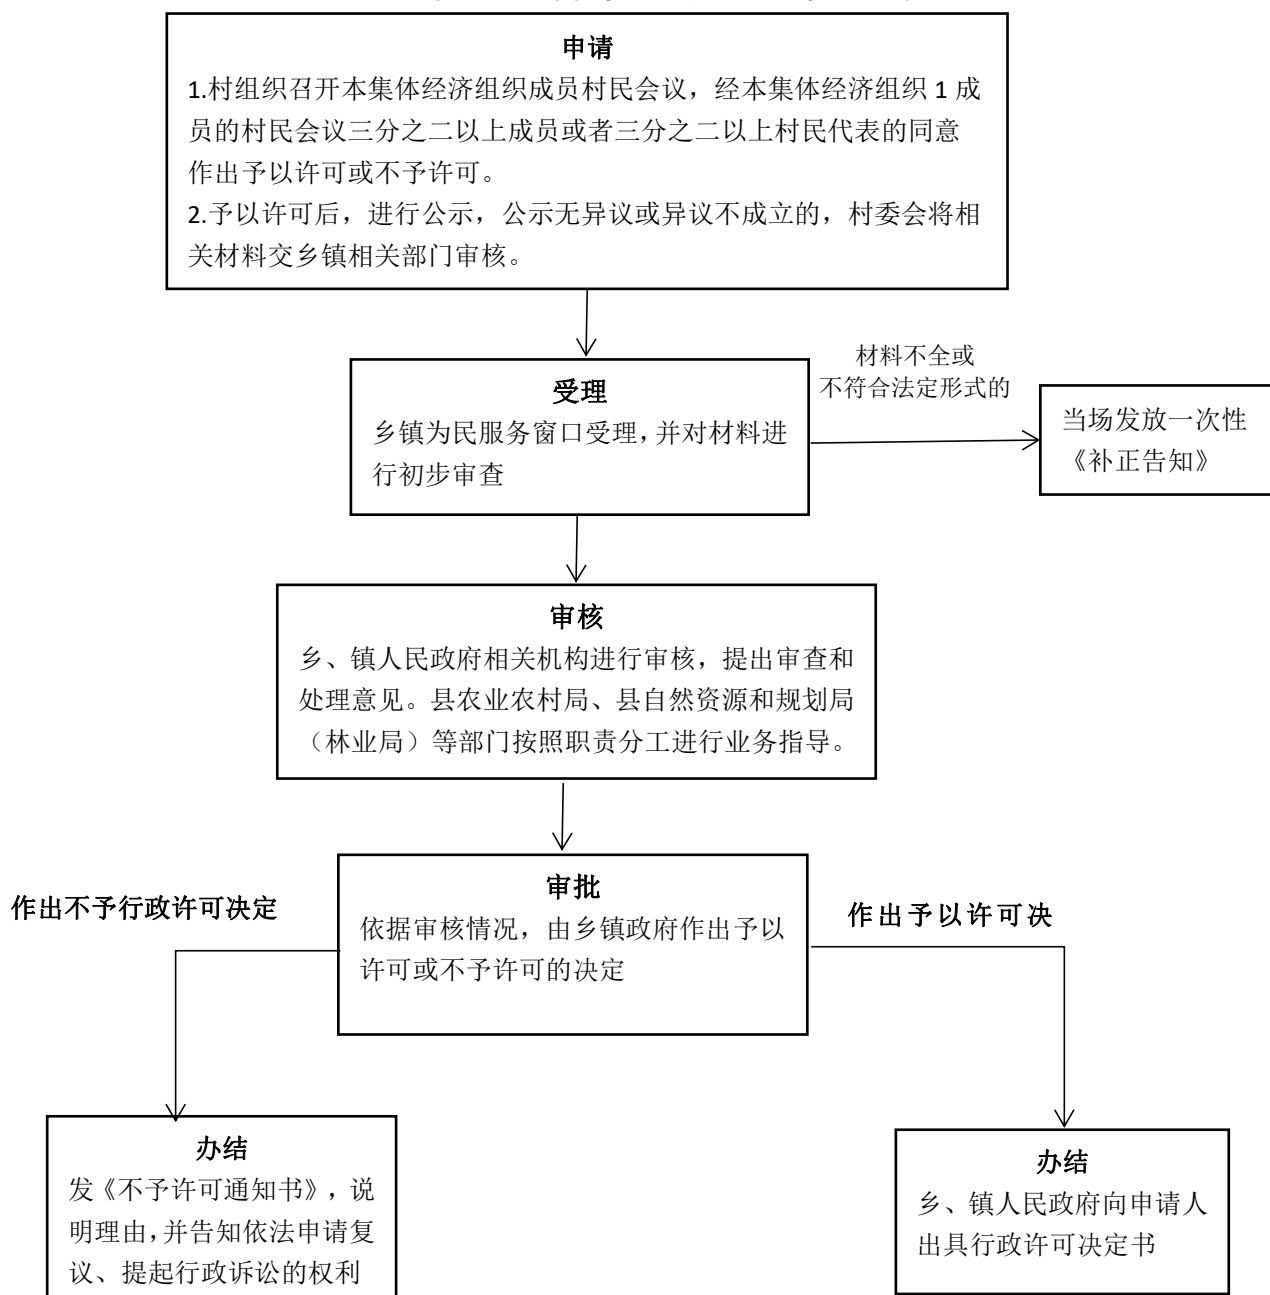 申请
1.村组织召开本集体经济组织成员村民会议，经本集体经济组织 1 成
员的村民会议三分之二以上成员或者三分之二以上村民代表的同意
作出予以许可或不予许可。
2.予以许可后，进行公示，公示无异议或异议不成立的，村委会将相
关材料交乡镇相关部门审核。
材料不全或
不符合法定形式的
受理
乡镇为民服务窗口受理，并对材料进
行初步审查
当场发放一次性
《补正告知》
审核
乡、镇人民政府相关机构进行审核，提出审查和
处理意见。县农业农村局、县自然资源和规划局
（林业局）等部门按照职责分工进行业务指导。
作出不予行政许可决定
审批
依据审核情况，由乡镇政府作出予以
许可或不予许可的决定
作出予以许可决
办结
发《不予许可通知书》，说
明理由，并告知依法申请复
议、提起行政诉讼的权利
办结
乡、镇人民政府向申请人
出具行政许可决定书